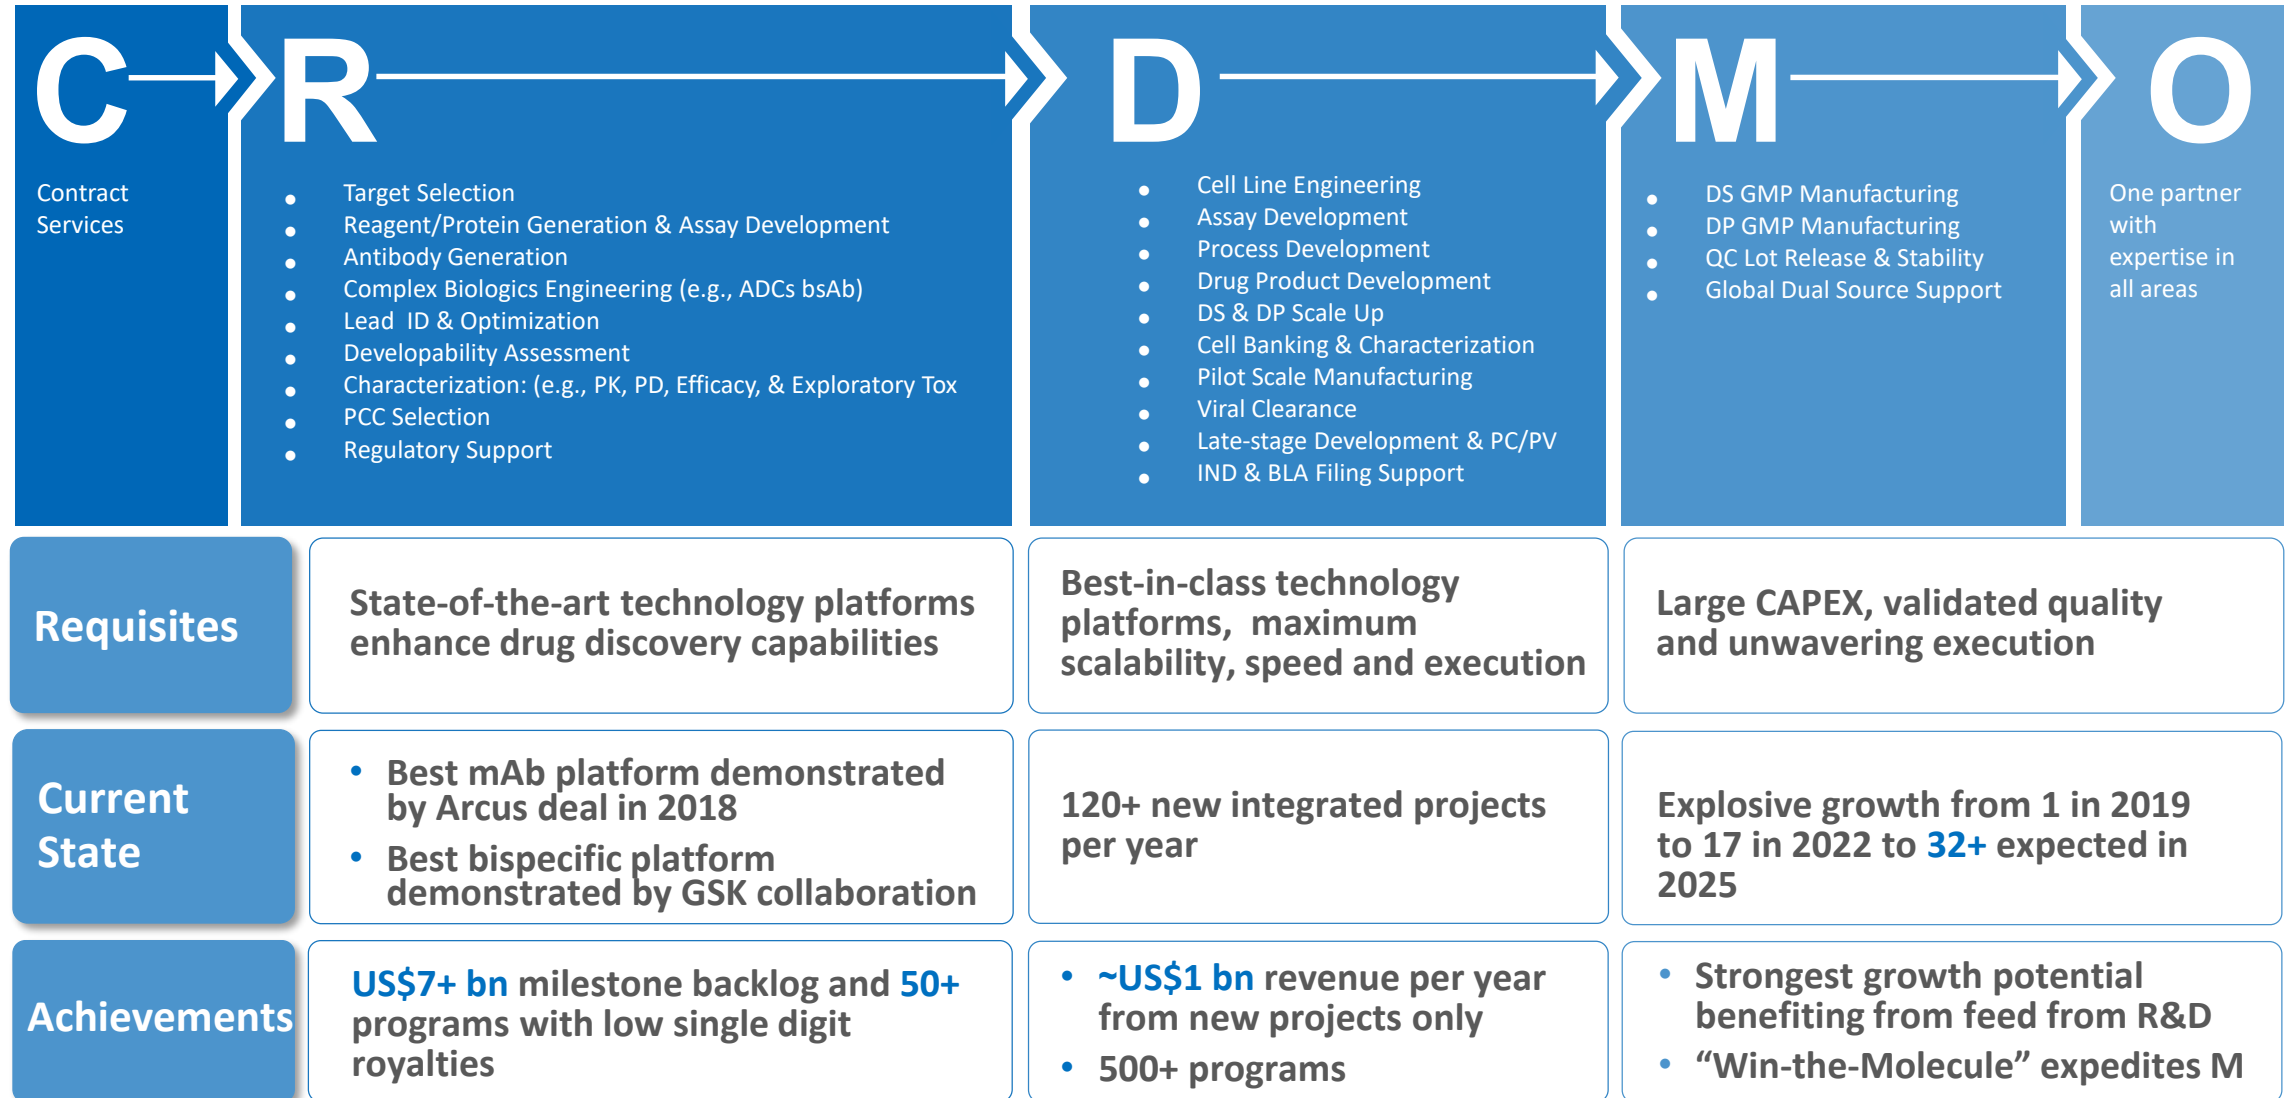 C
Contract
Services
R
Target Selection
Reagent/Protein Generation & Assay Development
Antibody Generation
Complex Biologics Engineering (e.g., ADCs bsAb)
Lead ID & Optimization
Developability Assessment
Characterization: (e.g., PK, PD, Efficacy, & Exploratory Tox
PCC Selection
Regulatory Support
D
Cell Line Engineering
Assay Development
Process Development
Drug Product Development
DS & DP Scale Up
Cell Banking & Characterization
Pilot Scale Manufacturing
Viral Clearance
Late-stage Development & PC/PV
IND & BLA Filing Support
M
DS GMP Manufacturing
DP GMP Manufacturing
QC Lot Release & Stability
Global Dual Source Support
O
One partner
with
expertise in
all areas
Requisites
State-of-the-art technology platforms
enhance drug discovery capabilities
Best-in-class technology
platforms, maximum
scalability, speed and execution
Large CAPEX, validated quality
and unwavering execution
Current
State
• Best mAb platform demonstrated
by Arcus deal in 2018
• Best bispecific platform
demonstrated by GSK collaboration
120+ new integrated projects
per year
Explosive growth from 1 in 2019
to 17 in 2022 to 32+ expected in
2025
Achievements
US$7+ bn milestone backlog and 50+
programs with low single digit
royalties
• ~US$1 bn revenue per year
from new projects only
• 500+ programs
• Strongest growth potential
benefiting from feed from R&D
• “Win-the-Molecule” expedites M